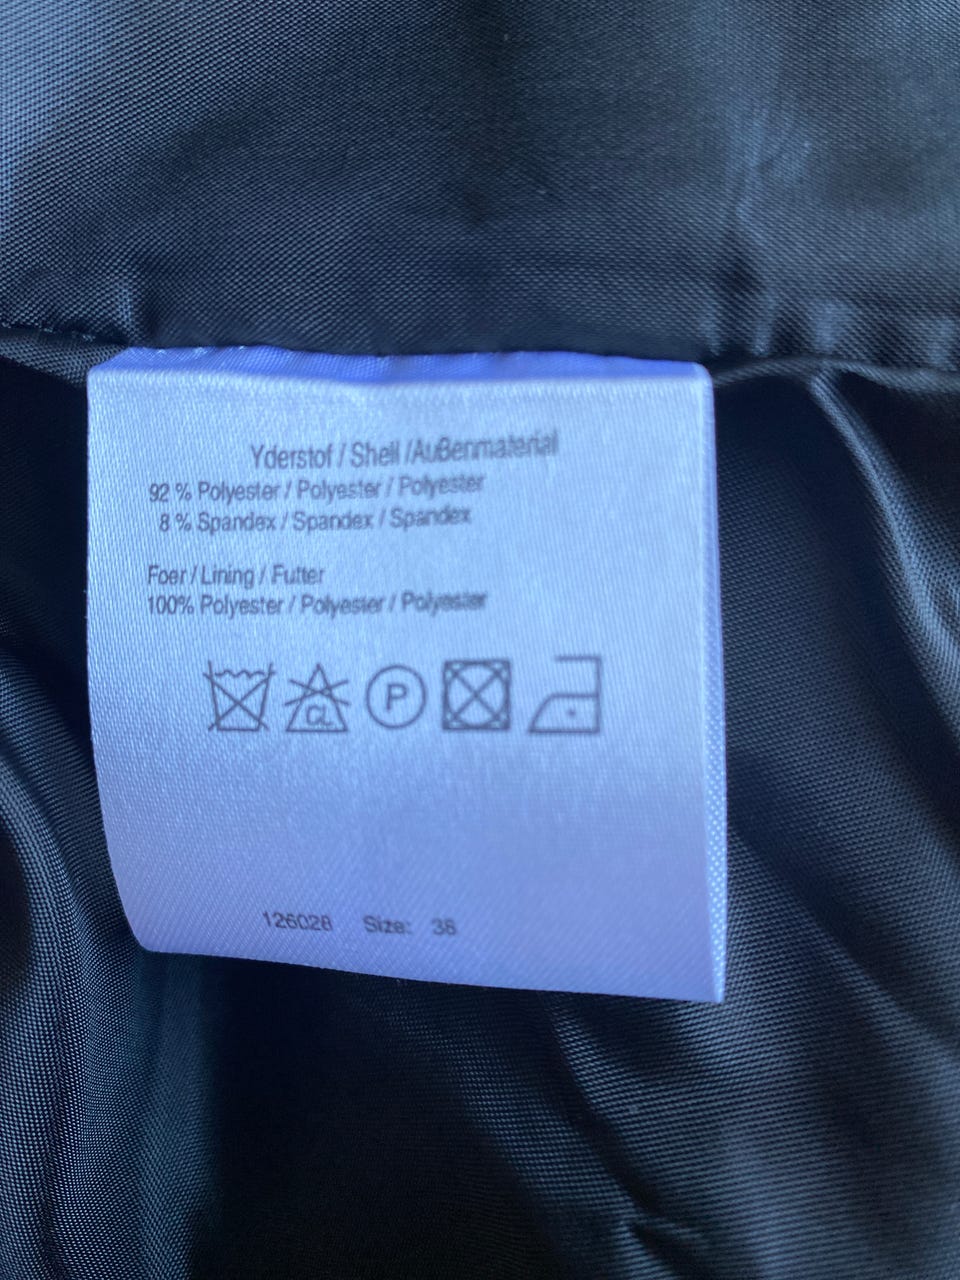 Yderstof / Shell /Außenmaterial
92 % Polyester / Polyester / Polyester
8 % Spandex / Spandex / Spandex
Foer / Lining / Futter
100% Polyester / Polyester / Polyester
CL P
126028 Size: 38